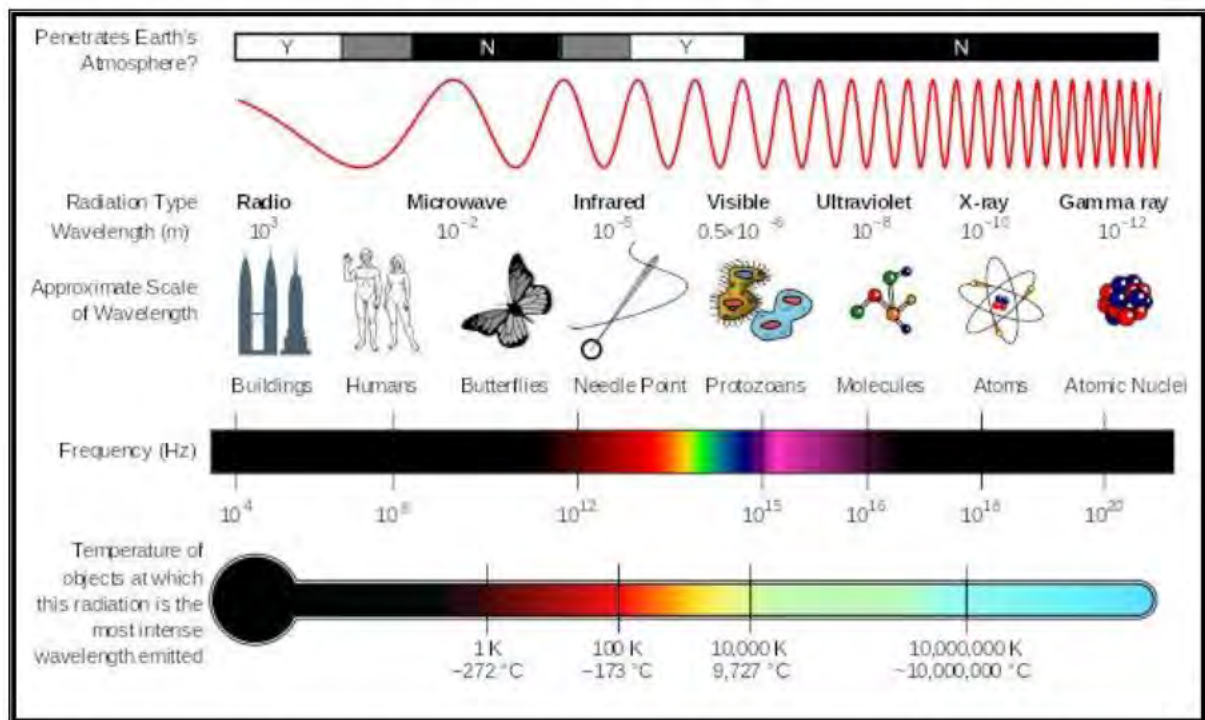 Penetrates Earth's
Atmosphere?
Y
N
Y
N
Radiation Type
Radio
Microwave
Infrared
Visible
Ultraviolet
X-ray
Gamma ray
Wavelength (m)
10³
10⁻²
10⁻⁵
0.5×10⁻⁶
10⁻⁸
10⁻¹⁰
10⁻¹²
Approximate Scale
of Wavelength
Buildings
Humans
Butterflies
Needle Point
Protozoans
Molecules
Atoms
Atomic Nuclei
Frequency (Hz)
10⁴
10⁸
10¹²
10¹⁵
10¹⁶
10¹⁸
10²⁰
Temperature of
objects at which
this radiation is the
most intense
wavelength emitted
1 K
−272 °C
100 K
−173 °C
10,000 K
9,727 °C
10,000,000 K
~10,000,000 °C